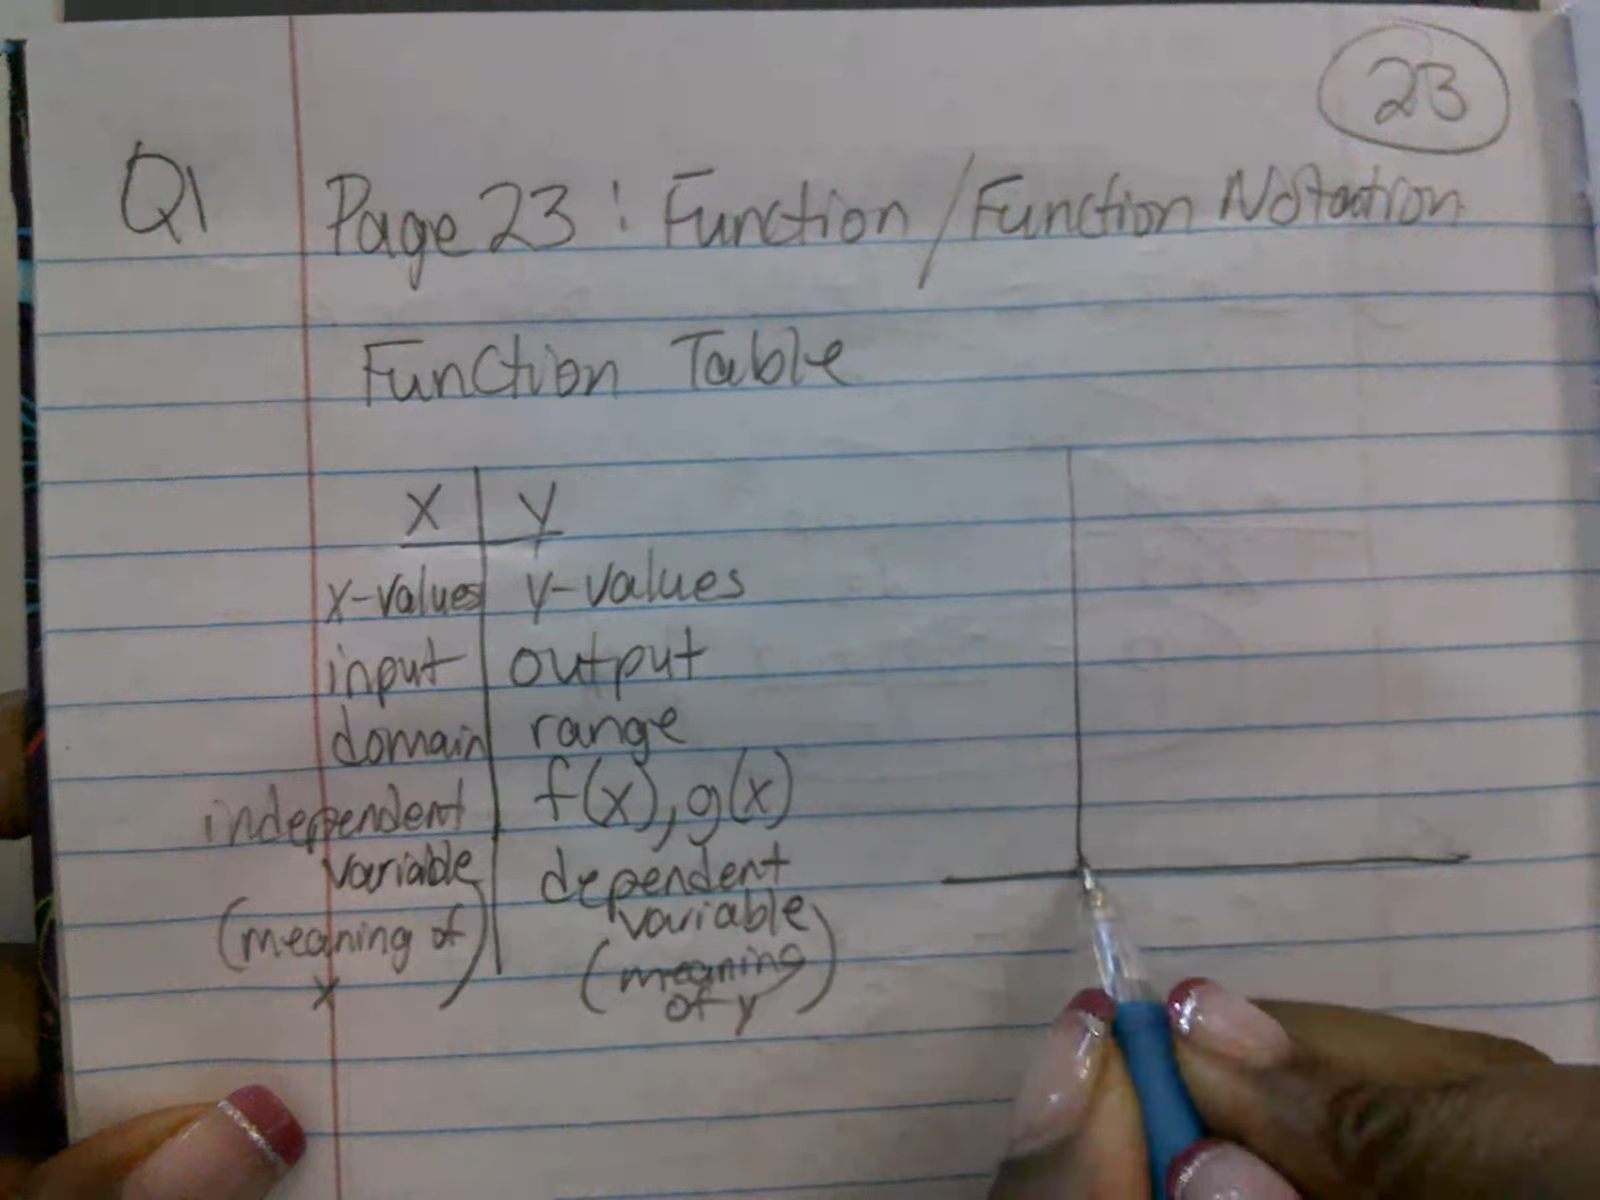 23
Q1 Page 23: Function/Function Notation
Function Table
X Y
x-values y-values
input output
domain range
independent f(x), g(x)
variable dependent
(meaning of variable
x) (meaning
of y)